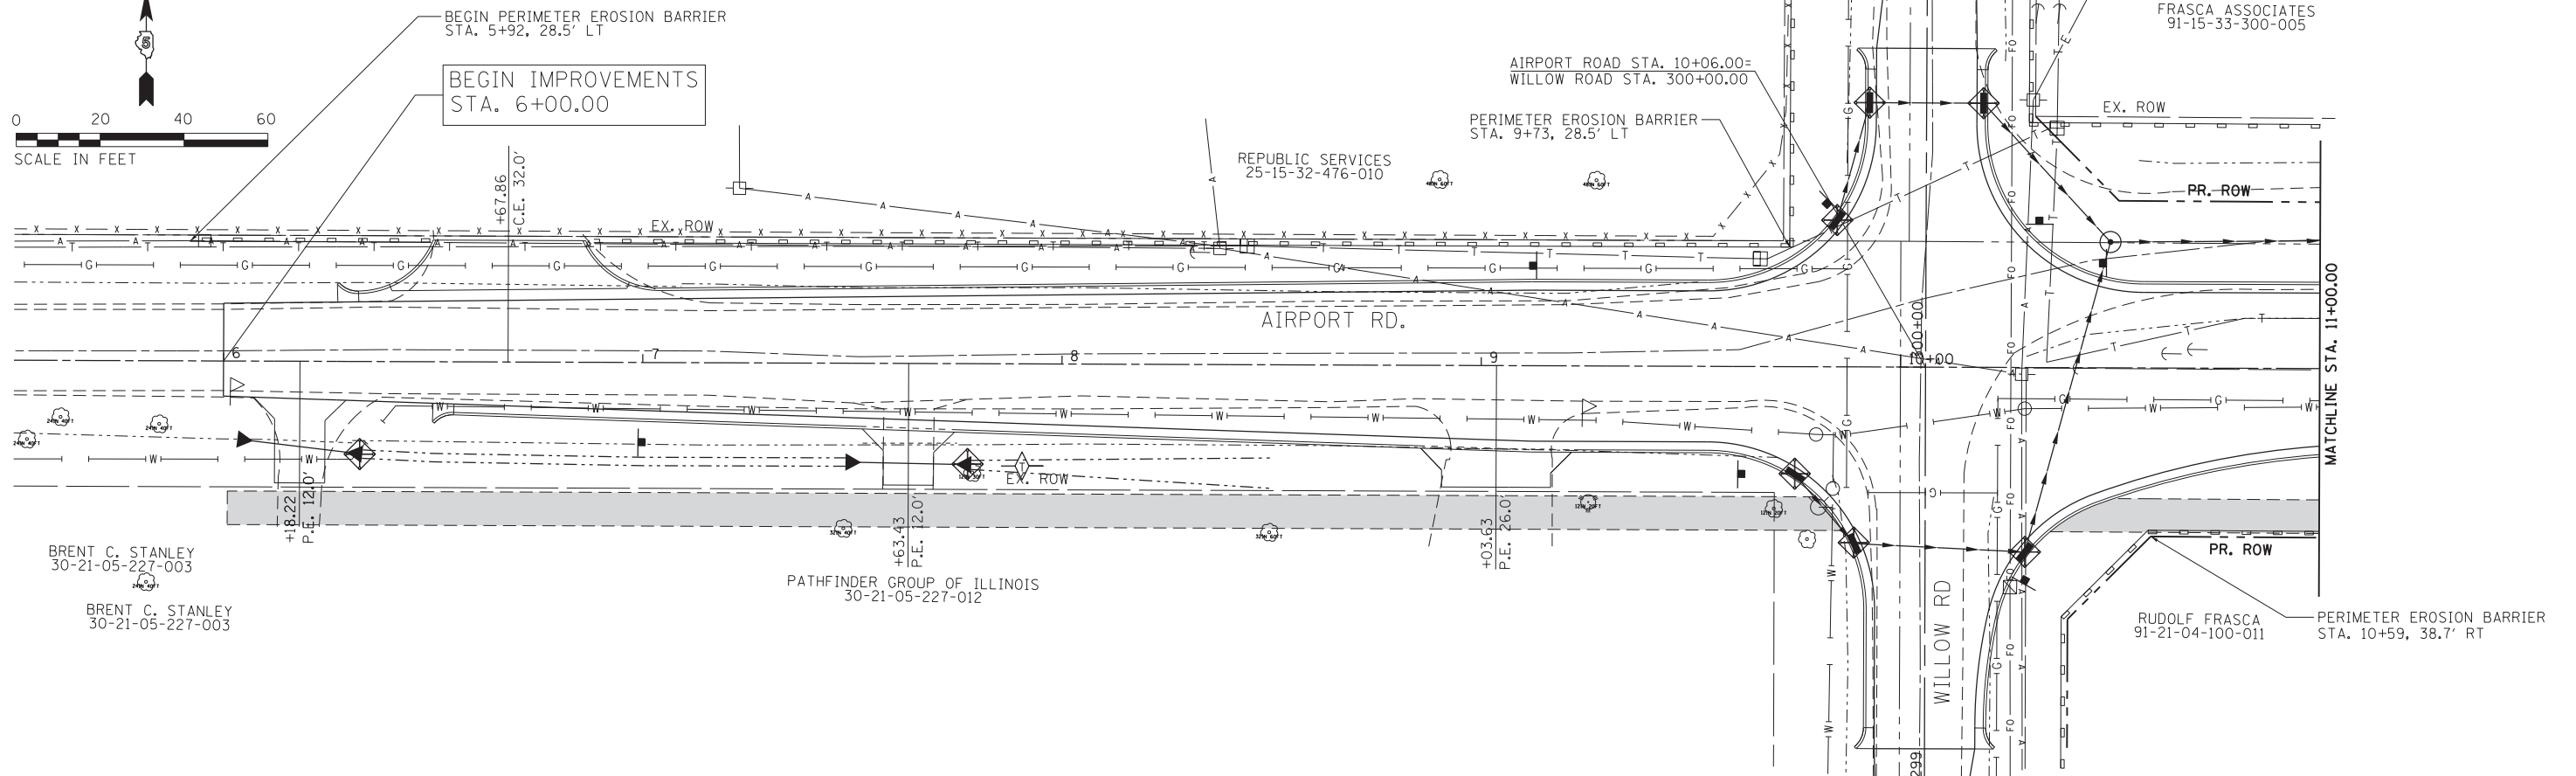 BEGIN PERIMETER EROSION BARRIER
STA. 5+92, 28.5' LT
BEGIN IMPROVEMENTS
STA. 6+00.00
0 20 40 60
SCALE IN FEET
+67.86
C.E. 32.0'
EX. ROW
REPUBLIC SERVICES
25-15-32-476-010
AIRPORT ROAD STA. 10+06.00=
WILLOW ROAD STA. 300+00.00
PERIMETER EROSION BARRIER
STA. 9+73, 28.5' LT
FRASCA ASSOCIATES
91-15-33-300-005
EX. ROW
PR. ROW
AIRPORT RD.
6
7
8
9
10+00
300+00
MATCHLINE STA. 11+00.00
EX. ROW
+18.22
P.E. 12.0'
+63.43
P.E. 12.0'
+03.63
P.E. 26.0'
BRENT C. STANLEY
30-21-05-227-003
BRENT C. STANLEY
30-21-05-227-003
PATHFINDER GROUP OF ILLINOIS
30-21-05-227-012
WILLOW RD
299
PR. ROW
RUDOLF FRASCA
91-21-04-100-011
PERIMETER EROSION BARRIER
STA. 10+59, 38.7' RT